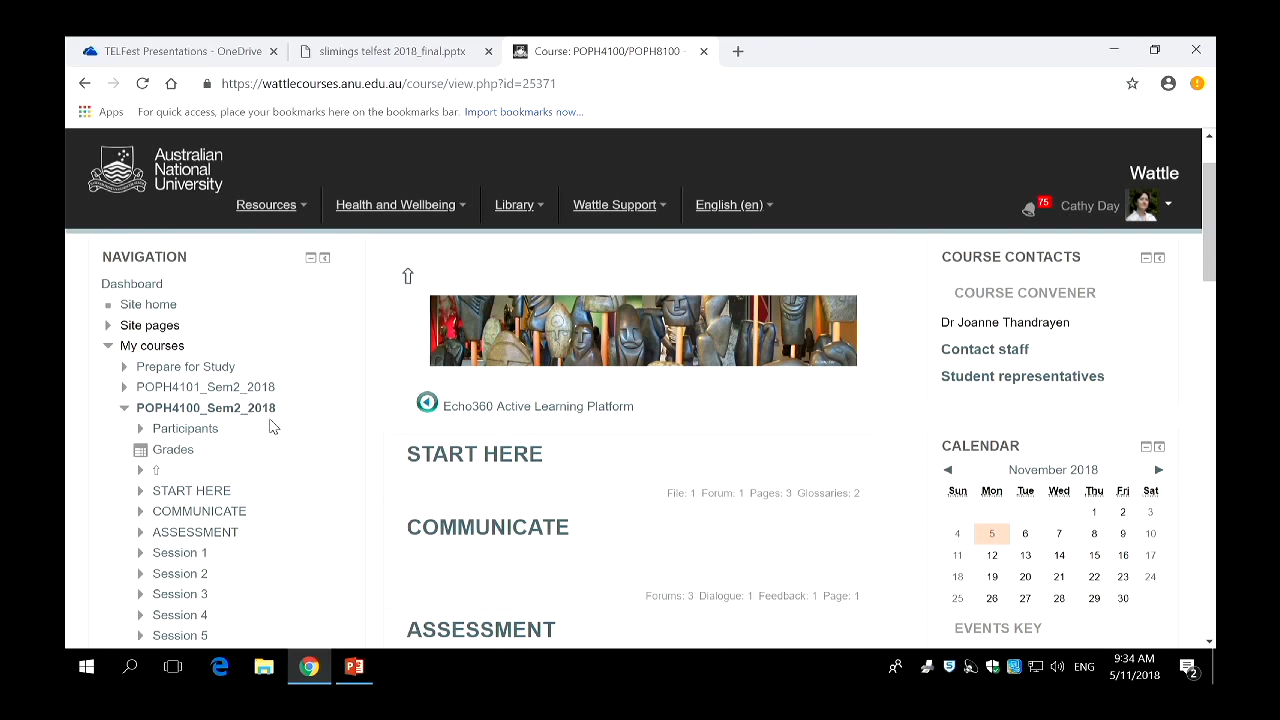 TELFest Presentations - OneDrive
slimings telfest 2018_final.pptx
Course: POPH4100/POPH8100 -
https://wattlecourses.anu.edu.au/course/view.php?id=25371
Apps
For quick access, place your bookmarks here on the bookmarks bar. Import bookmarks now...
Australian
National
University
Wattle
Resources
Health and Wellbeing
Library
Wattle Support
English (en)
75
Cathy Day
NAVIGATION
Dashboard
Site home
Site pages
My courses
Prepare for Study
POPH4101_Sem2_2018
POPH4100_Sem2_2018
Participants
Grades
⇧
START HERE
COMMUNICATE
ASSESSMENT
Session 1
Session 2
Session 3
Session 4
Session 5
⇧
Echo360 Active Learning Platform
START HERE
File: 1 Forum: 1 Pages: 3 Glossaries: 2
COMMUNICATE
Forums: 3 Dialogue: 1 Feedback: 1 Page: 1
ASSESSMENT
COURSE CONTACTS
COURSE CONVENER
Dr Joanne Thandrayen
Contact staff
Student representatives
CALENDAR
November 2018
Sun Mon Tue Wed Thu Fri Sat
1 2 3
4 5 6 7 8 9 10
11 12 13 14 15 16 17
18 19 20 21 22 23 24
25 26 27 28 29 30
EVENTS KEY
ENG
9:34 AM
5/11/2018
2